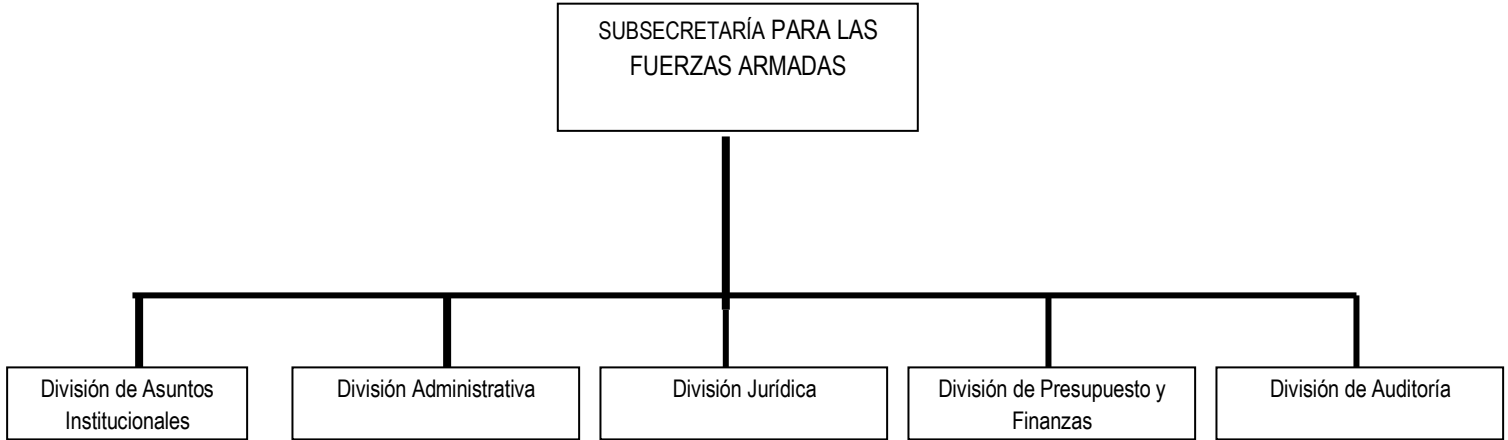 SUBSECRETARÍA PARA LAS
FUERZAS ARMADAS
División de Asuntos
Institucionales
División Administrativa
División Jurídica
División de Presupuesto y
Finanzas
División de Auditoría